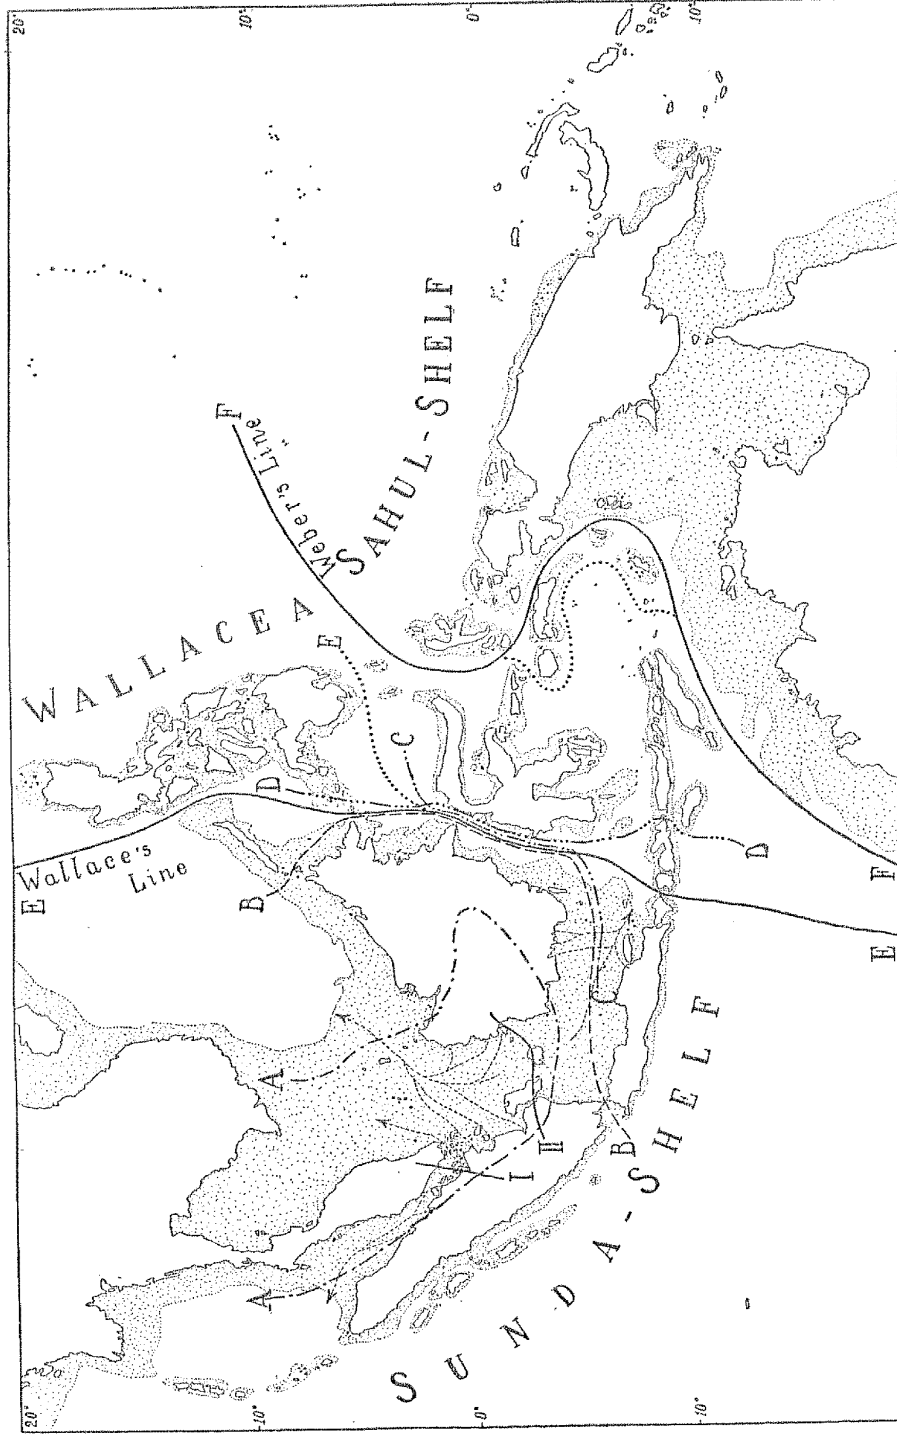 20°
10°
0°
10°
WALLACEA
SAHUL-SHELF
Weber's Line „
F
E
Wallace's
Line
E
D
B
C
A
A
I
II
B
D
E
F
SUNDA-SHELF
20°
10°
0°
10°